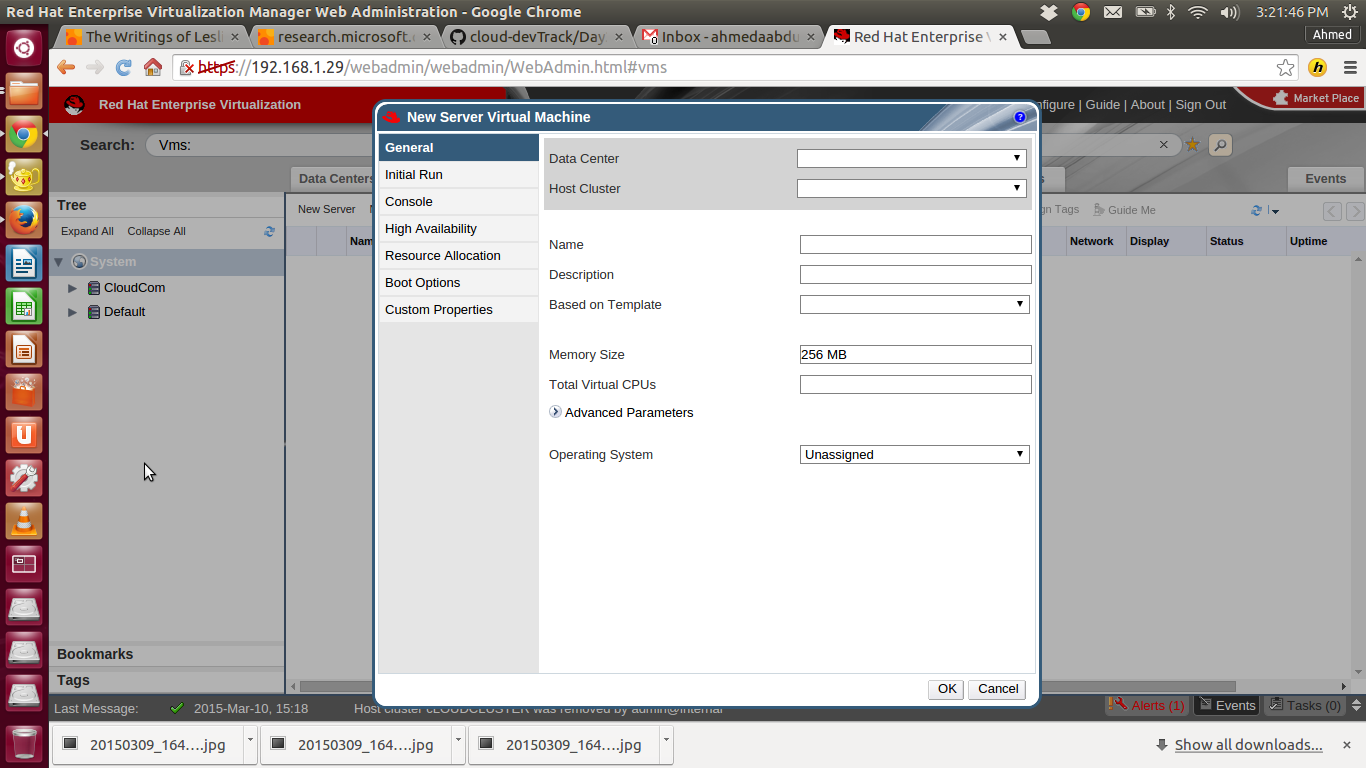 Red Hat Enterprise Virtualization Manager Web Administration - Google Chrome
3:21:46 PM
The Writings of Lesli
research.microsoft.c
cloud-devTrack/Day
Inbox - ahmedaabdu
Red Hat Enterprise V
Ahmed
https://192.168.1.29/webadmin/webadmin/WebAdmin.html#vms
Red Hat Enterprise Virtualization
nfigure | Guide | About | Sign Out
Market Place
Search:
Vms:
Data Centers
s
Events
Tree
Expand All
Collapse All
System
CloudCom
Default
New Server
gn Tags
Guide Me
Nam
Network
Display
Status
Uptime
New Server Virtual Machine
?
General
Initial Run
Console
High Availability
Resource Allocation
Boot Options
Custom Properties
Data Center
Host Cluster
Name
Description
Based on Template
Memory Size
256 MB
Total Virtual CPUs
Advanced Parameters
Operating System
Unassigned
OK
Cancel
Bookmarks
Tags
Last Message:
2015-Mar-10, 15:18
Host cluster cLOUDCLUSTER was removed by admin@internal
Alerts (1)
Events
Tasks (0)
20150309_164....jpg
20150309_164....jpg
20150309_164....jpg
Show all downloads...